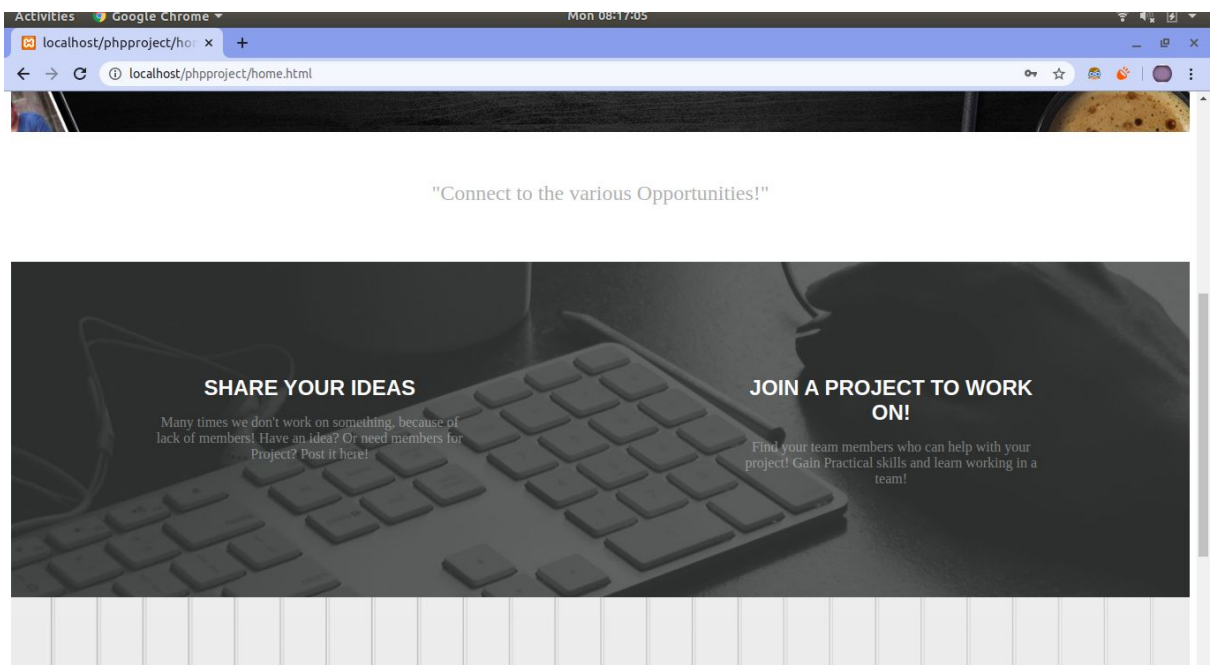 Activities Google Chrome Mon 08:17:05
localhost/phpproject/hom
localhost/phpproject/home.html
"Connect to the various Opportunities!"
SHARE YOUR IDEAS
Many times we don't work on something, because of
lack of members! Have an idea? Or need members for
Project? Post it here!
JOIN A PROJECT TO WORK
ON!
Find your team members who can help with your
project! Gain Practical skills and learn working in a
team!